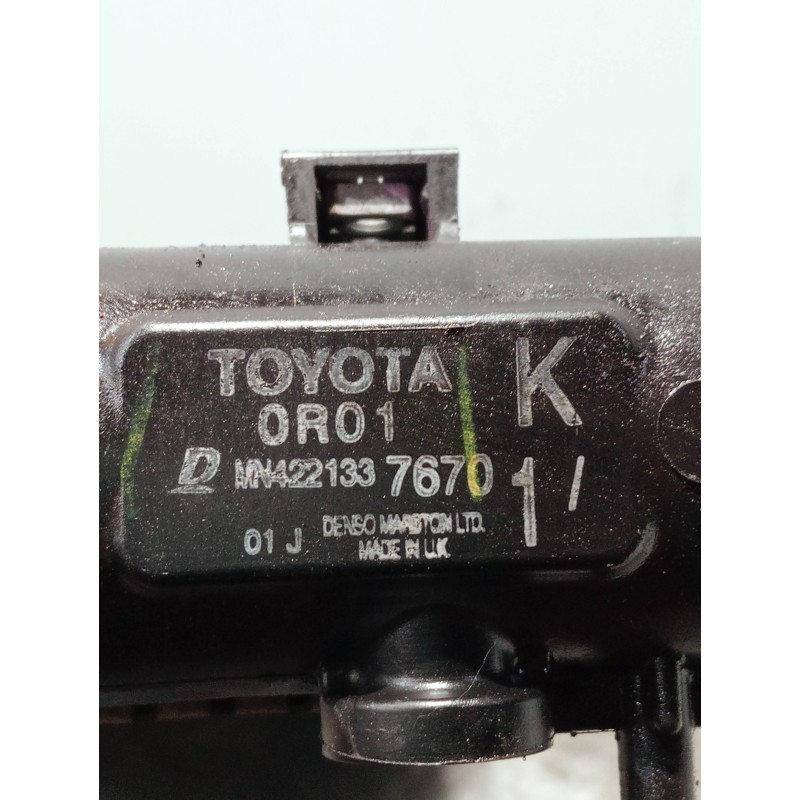 TOYOTA K
0R01
D MN422133 7670 1/
01 J DENSO MARSTON LTD.
MADE IN U.K.